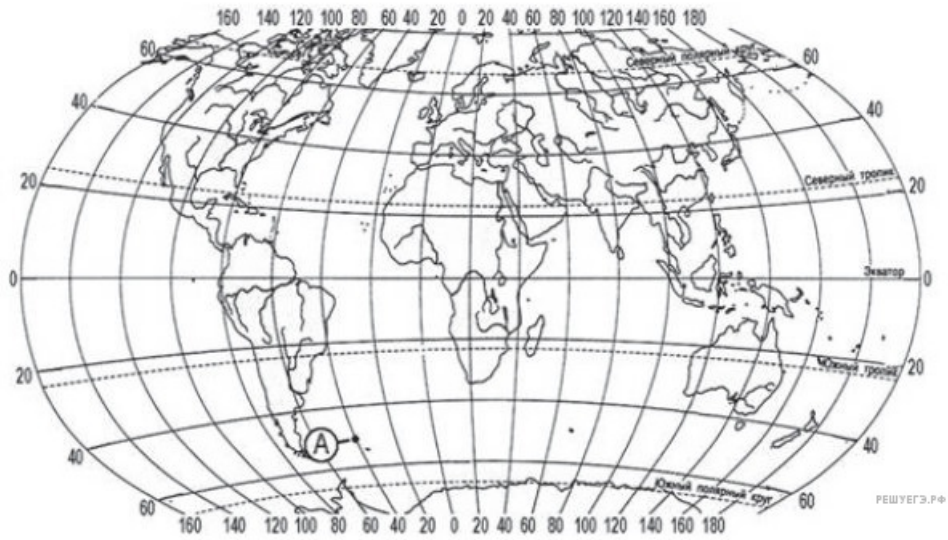 160 140 120 100 80 60 40 20 0 20 40 60 80 100 120 140 160 180
60 Северный полярный круг 60
40 40
Северный тропик
20 20
Экватор
0 0
Южный тропик
20 20
А
40 40
Южный полярный круг
60 60
160 140 120 100 80 60 40 20 0 20 40 60 80 100 120 140 160 180
РЕШУЕГЭ.РФ